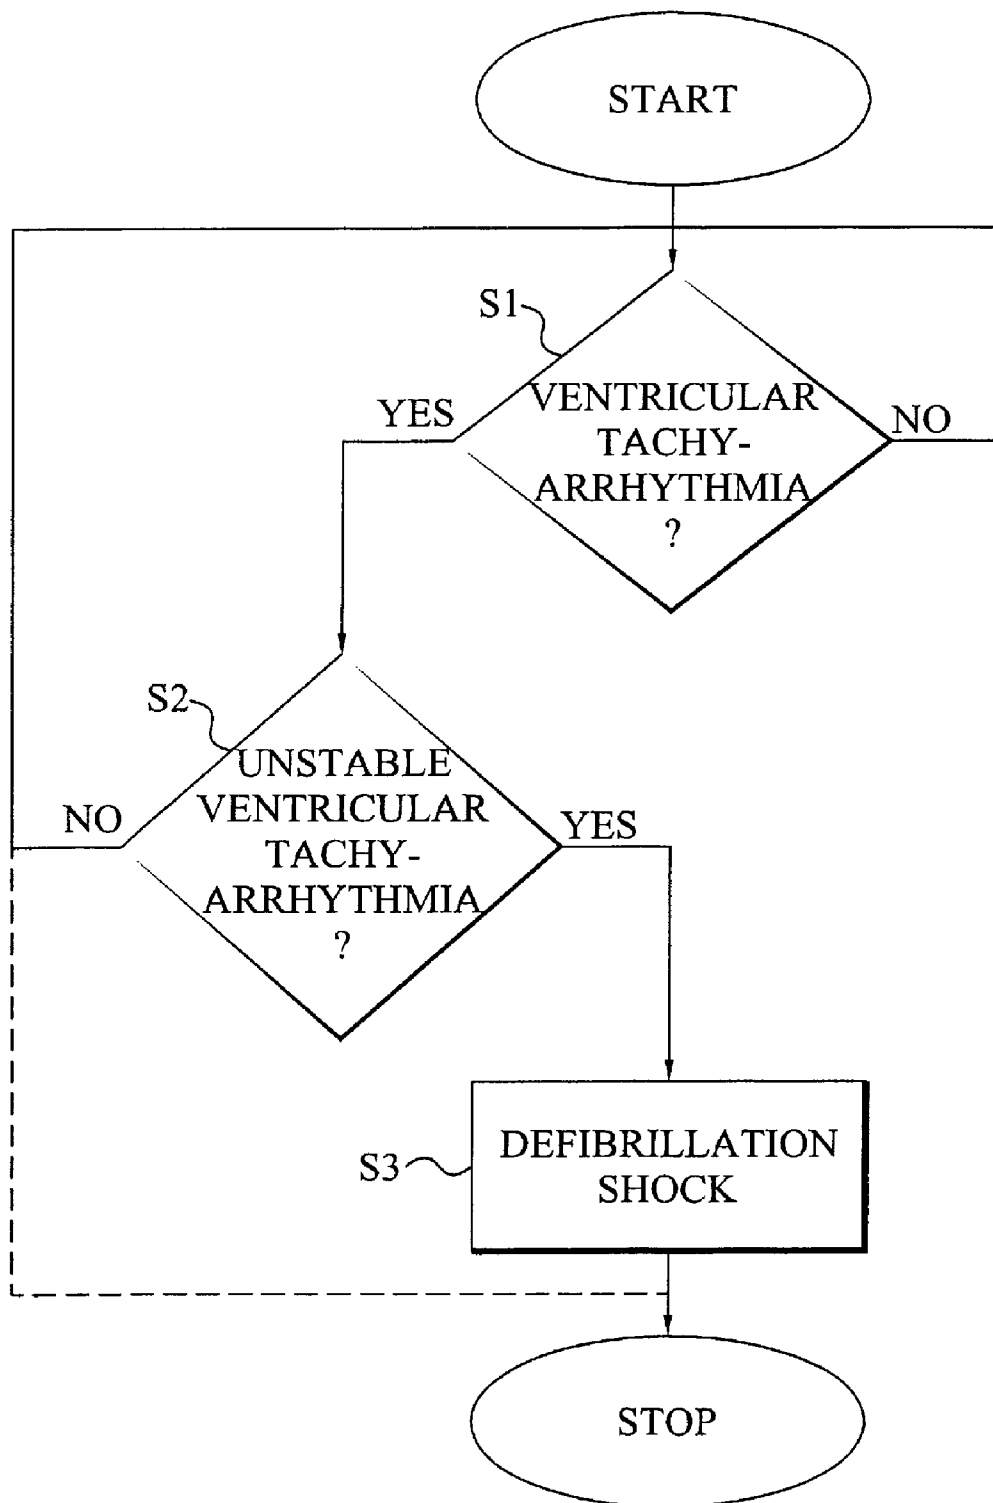 START
S1
YES
VENTRICULAR
TACHY-
ARRHYTHMIA
?
NO
S2
NO
UNSTABLE
VENTRICULAR
TACHY-
ARRHYTHMIA
?
YES
S3
DEFIBRILLATION
SHOCK
STOP